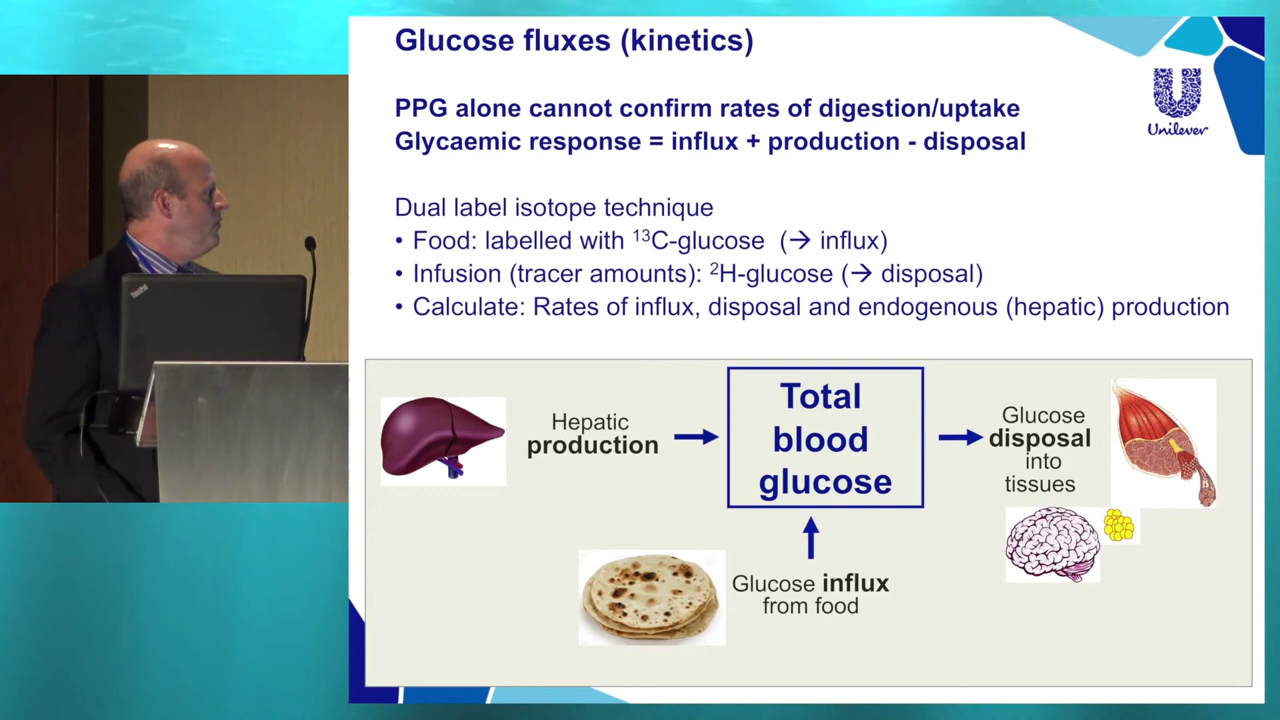 Glucose fluxes (kinetics)
PPG alone cannot confirm rates of digestion/uptake
Glycaemic response = influx + production - disposal
Unilever
Dual label isotope technique
• Food: labelled with ¹³C-glucose (→ influx)
• Infusion (tracer amounts): ²H-glucose (→ disposal)
• Calculate: Rates of influx, disposal and endogenous (hepatic) production
ThinkPad
Hepatic
production
Total
blood
glucose
Glucose
disposal
into
tissues
Glucose influx
from food